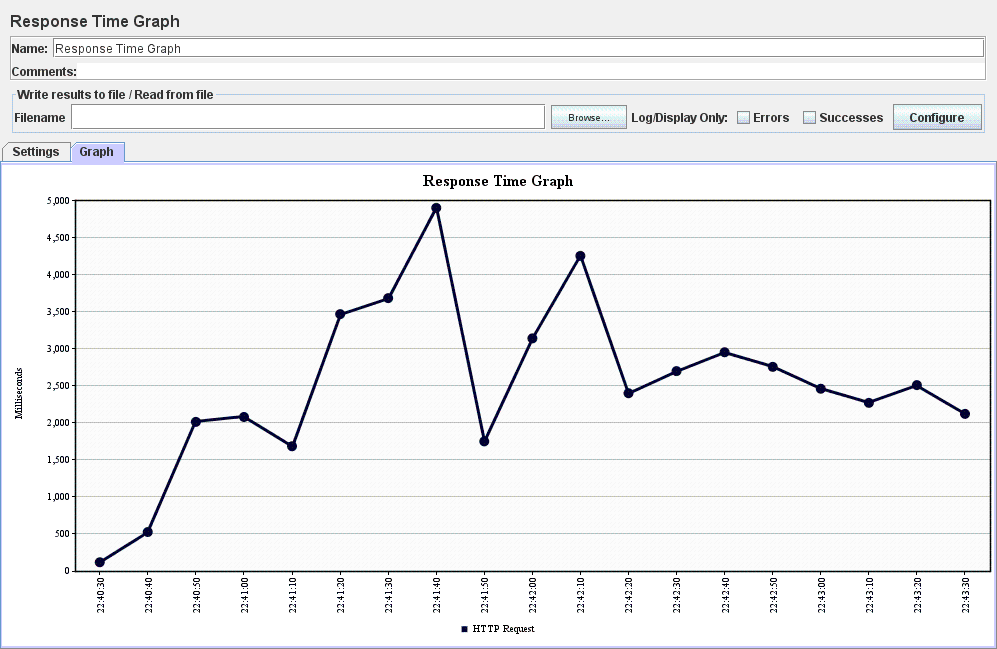 Response Time Graph
Name: Response Time Graph
Comments:
Write results to file / Read from file
Filename Browse... Log/Display Only: Errors Successes Configure
Settings Graph
Response Time Graph
5,000
4,500
4,000
3,500
3,000
2,500
2,000
1,500
1,000
500
0
Milliseconds
22:40:30 22:40:40 22:40:50 22:41:00 22:41:10 22:41:20 22:41:30 22:41:40 22:41:50 22:42:00 22:42:10 22:42:20 22:42:30 22:42:40 22:42:50 22:43:00 22:43:10 22:43:20 22:43:30
HTTP Request